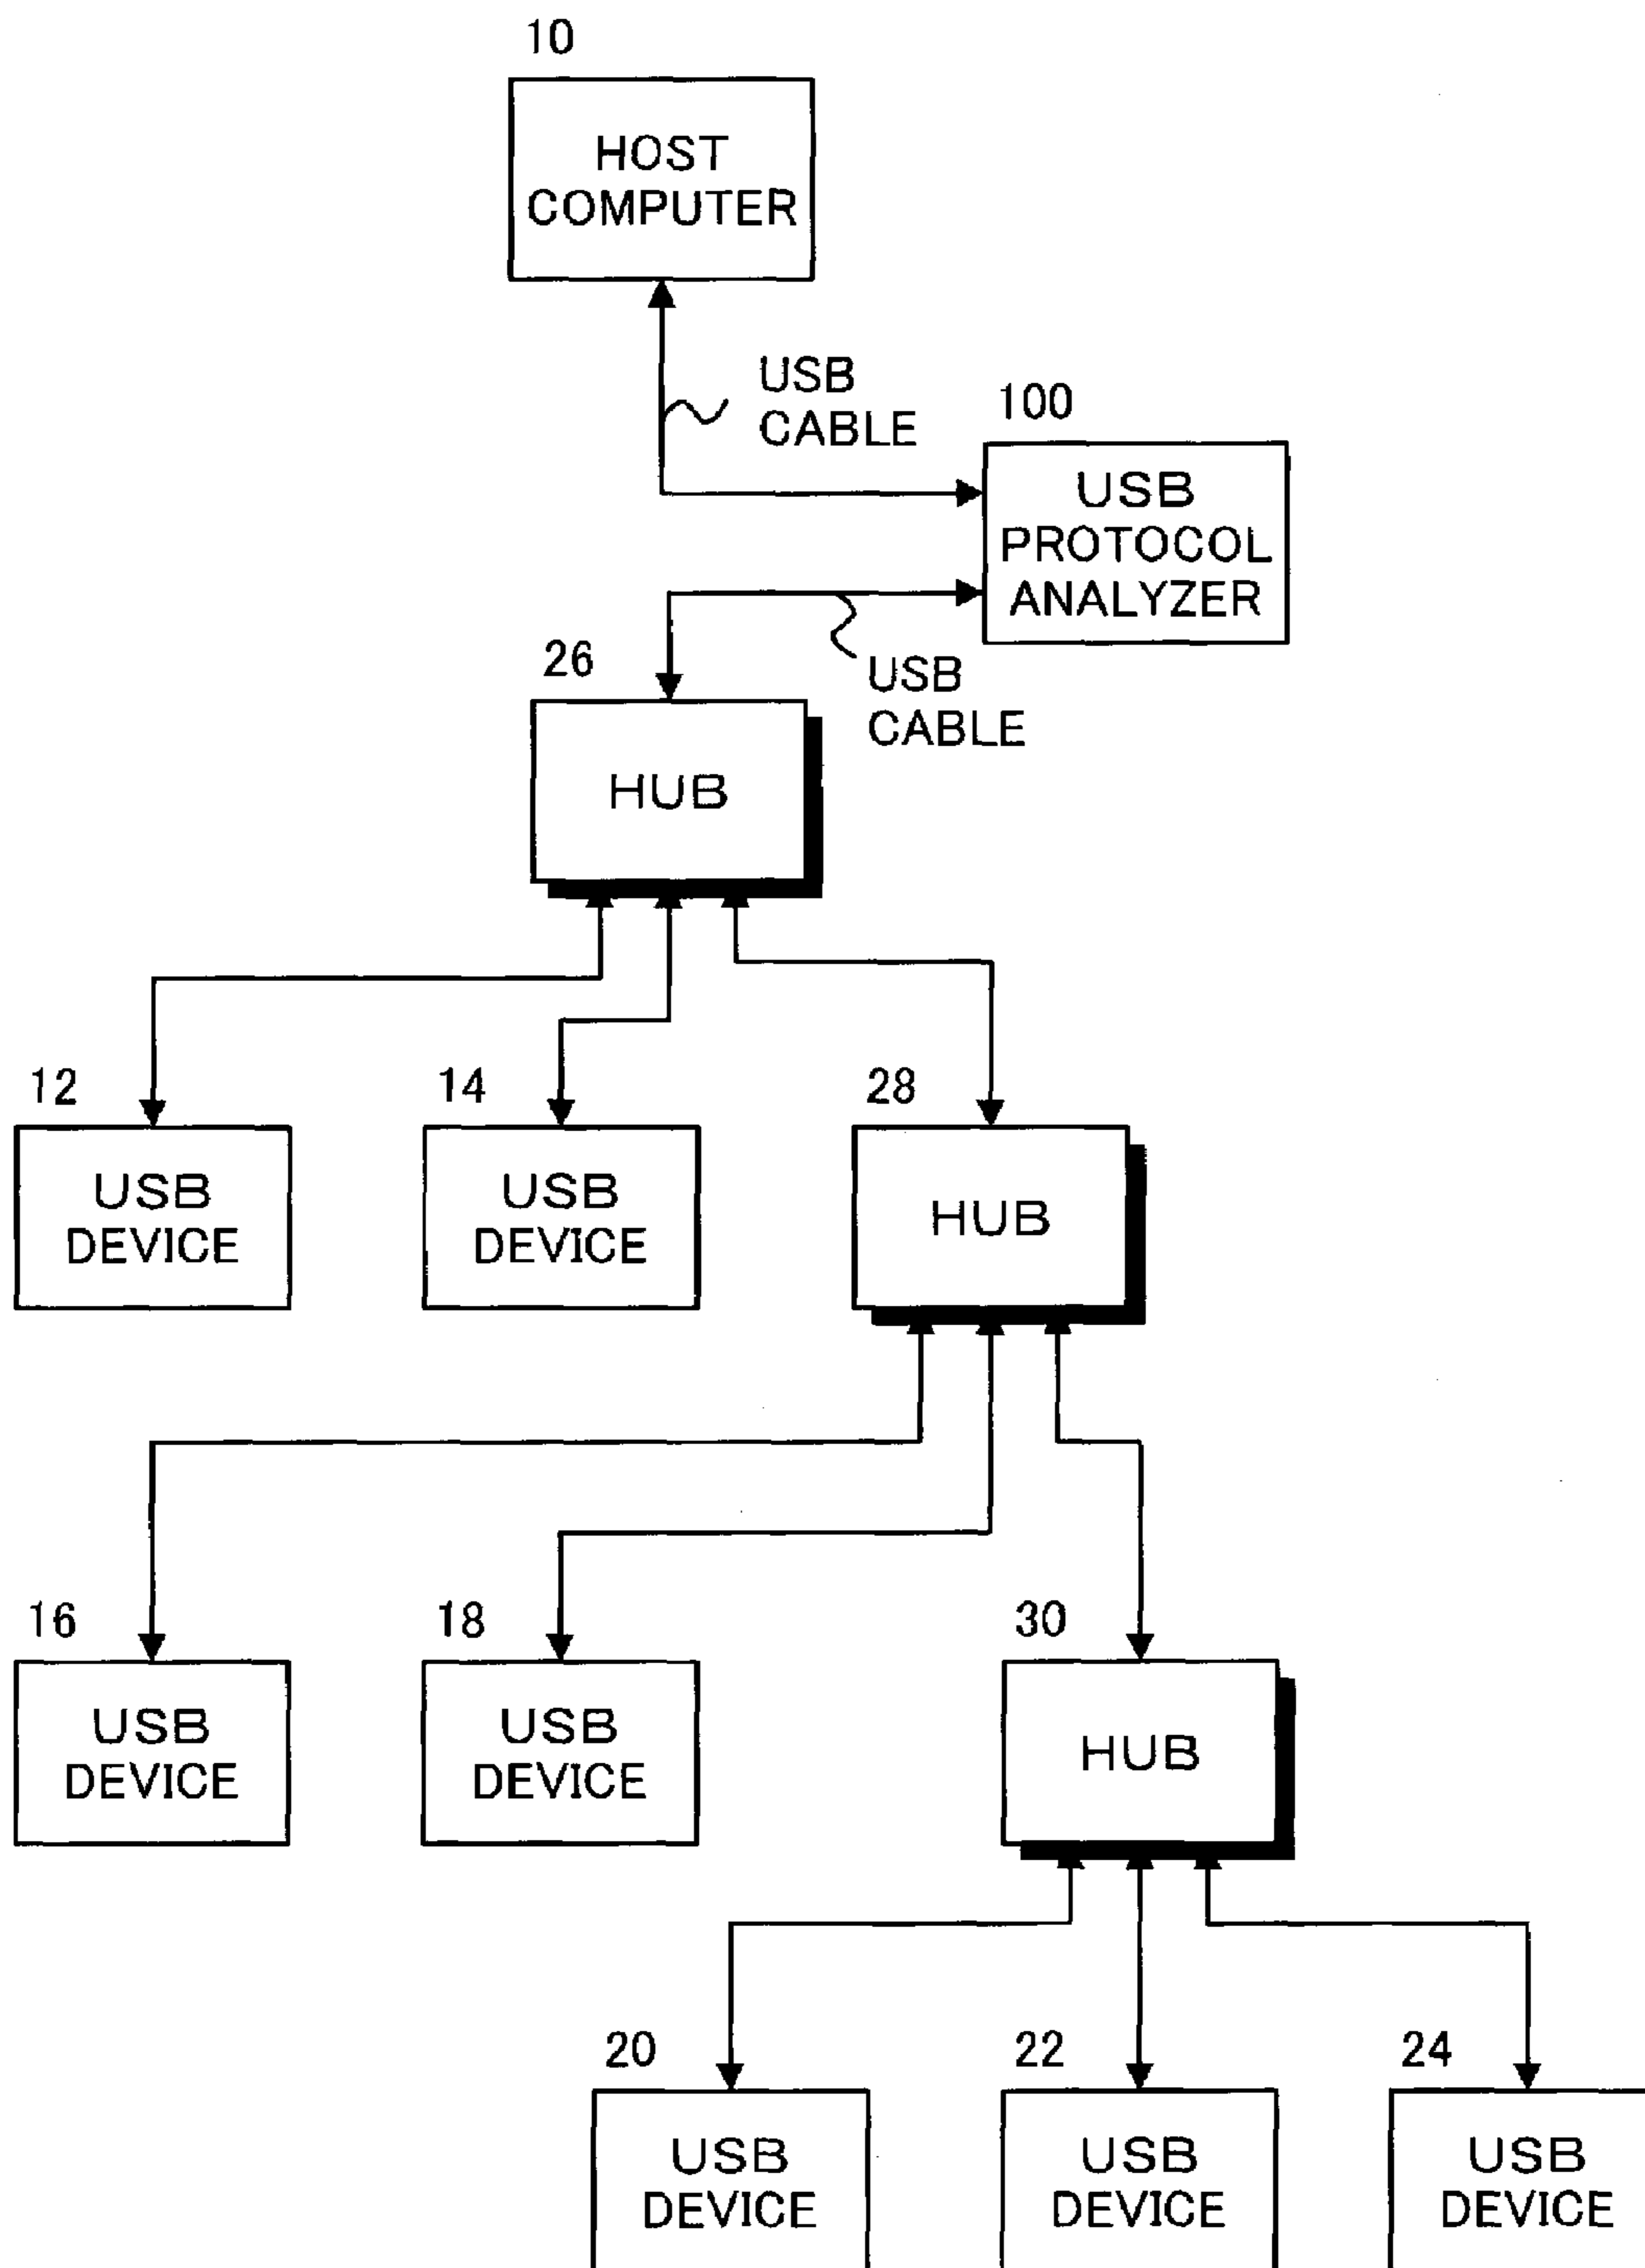 10
HOST
COMPUTER
USB
CABLE
100
USB
PROTOCOL
ANALYZER
USB
CABLE
26
HUB
12
USB
DEVICE
14
USB
DEVICE
28
HUB
16
USB
DEVICE
18
USB
DEVICE
30
HUB
20
USB
DEVICE
22
USB
DEVICE
24
USB
DEVICE